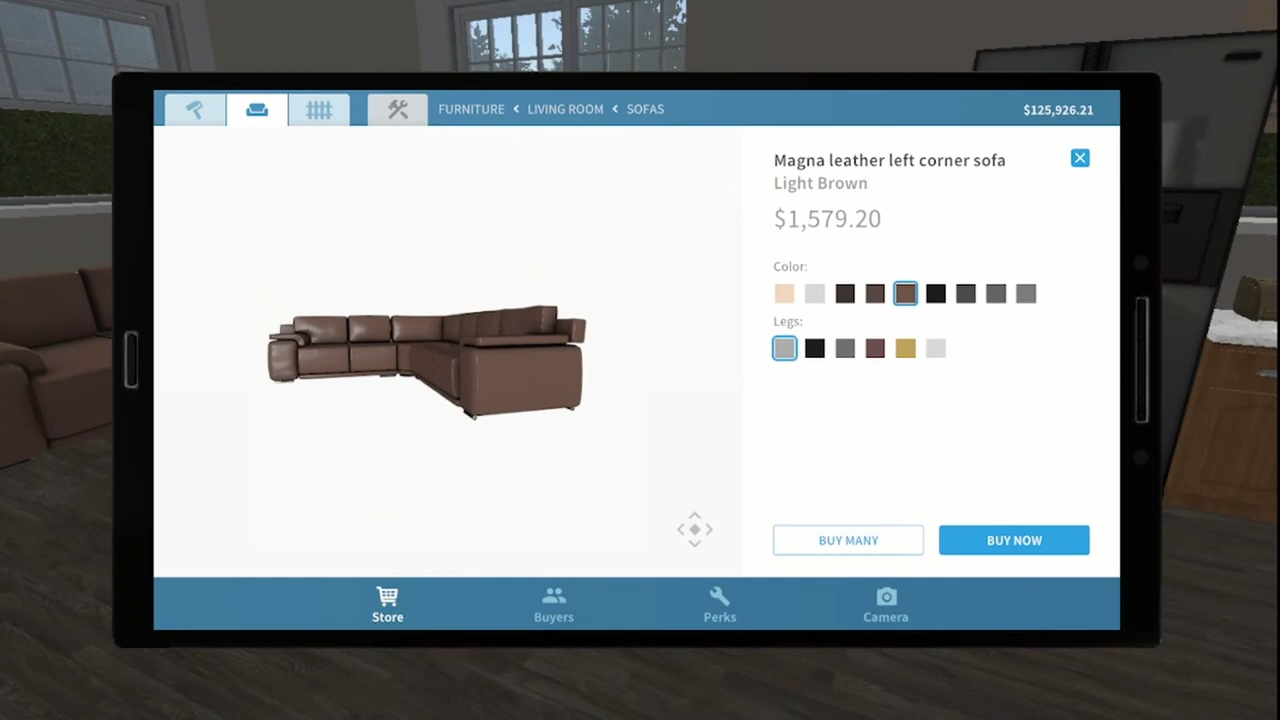 FURNITURE < LIVING ROOM < SOFAS
$125,926.21
Magna leather left corner sofa
Light Brown
$1,579.20
Color:
Legs:
BUY MANY
BUY NOW
Store
Buyers
Perks
Camera